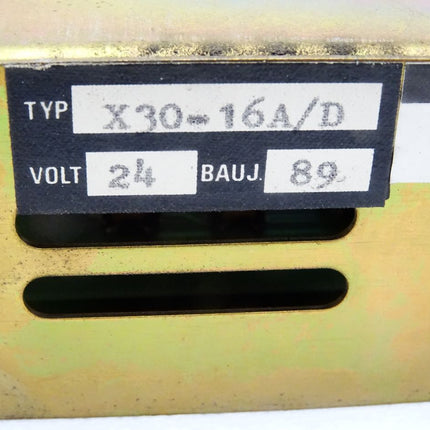 TYP X30-16A/D
VOLT 24 BAUJ. 89